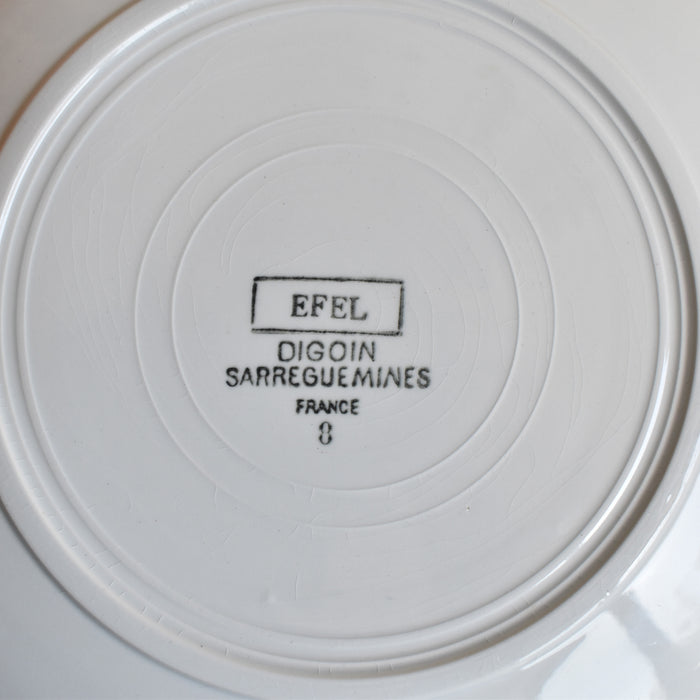 EFEL
DIGOIN
SARREGUEMINES
FRANCE
8